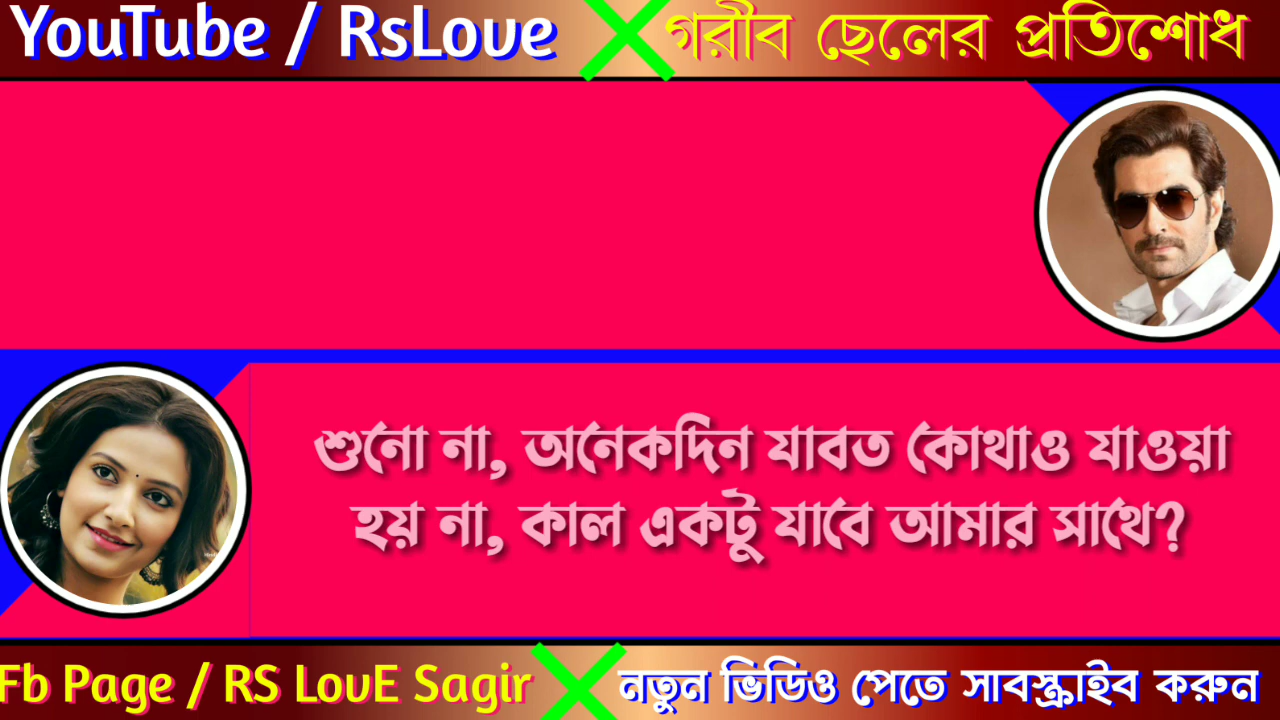 YouTube / RsLove গরীব ছেলের প্রতিশোধ
শুনো না, অনেকদিন যাবত কোথাও যাওয়া
হয় না, কাল একটু যাবে আমার সাথে?
Fb Page / RS LovE Sagir নতুন ভিডিও পেতে সাবস্ক্রাইব করুন